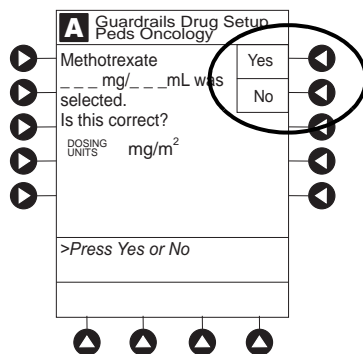 A Guardrails Drug Setup
Peds Oncology
Methotrexate
Yes
_ _ _ mg/_ _ _mL was
selected.
No
Is this correct?
DOSING
UNITS mg/m²
>Press Yes or No